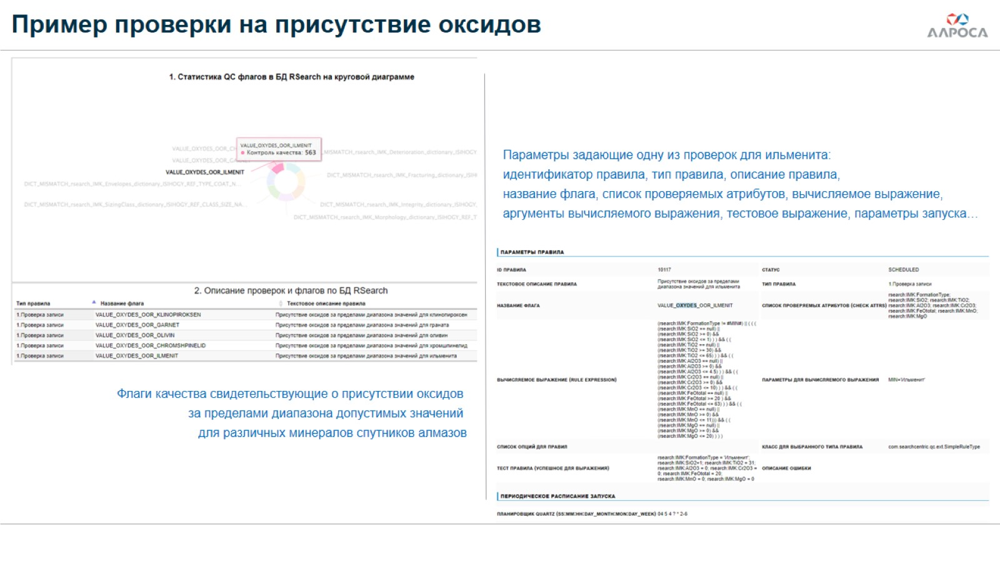 Пример проверки на присутствие оксидов
АЛРОСА
1. Статистика QC флагов в БД RSearch на круговой диаграмме
VALUE_OXYDES_OOR_ILMENIT
Контроль качества: 563
VALUE_OXYDES_OOR_CH
VALUE_OXYDES_OOR_GA
VALUE_OXYDES_OOR_ILMENIT
DICT_MISMATCH_rsearch_IMK_Envelopes_dictionary_ISIHOGY_REF_TYPE_COAT_N...
DICT_MISMATCH_rsearch_IMK_SizingClass_dictionary_ISIHOGY_REF_CLASS_SIZE_NA...
_MISMATCH_rsearch_IMK_Deterioration_dictionary_ISIHOGY
DICT_MISMATCH_rsearch_IMK_Fracturing_dictionary_ISIH
DICT_MISMATCH_rsearch_IMK_Integrity_dictionary_ISIHOGY_
DICT_MISMATCH_rsearch_IMK_Morphology_dictionary_ISIHOGY_REF_T
2. Описание проверок и флагов по БД RSearch
Тип правила Название флага Текстовое описание правила
1.Проверка записи VALUE_OXYDES_OOR_KLINOPIROKSEN Присутствие оксидов за пределами диапазона значений для клинопироксен
1.Проверка записи VALUE_OXYDES_OOR_GARNET Присутствие оксидов за пределами диапазона значений для граната
1.Проверка записи VALUE_OXYDES_OOR_OLIVIN Присутствие оксидов за пределами диапазона значений для оливин
1.Проверка записи VALUE_OXYDES_OOR_CHROMSHPINELID Присутствие оксидов за пределами диапазона значений для хромшпинелид
1.Проверка записи VALUE_OXYDES_OOR_ILMENIT Присутствие оксидов за пределами диапазона значений для ильменита
Флаги качества свидетельствующие о присутствии оксидов
за пределами диапазона допустимых значений
для различных минералов спутников алмазов
Параметры задающие одну из проверок для ильменита:
идентификатор правила, тип правила, описание правила,
название флага, список проверяемых атрибутов, вычисляемое выражение,
аргументы вычисляемого выражения, тестовое выражение, параметры запуска…
ПАРАМЕТРЫ ПРАВИЛА
ID ПРАВИЛА 10117 СТАТУС SCHEDULED
ТЕКСТОВОЕ ОПИСАНИЕ ПРАВИЛА
Присутствие оксидов за пределами
диапазона значений для ильменита
ТИП ПРАВИЛА 1.Проверка записи
НАЗВАНИЕ ФЛАГА VALUE_OXYDES_OOR_ILMENIT
СПИСОК ПРОВЕРЯЕМЫХ АТРИБУТОВ (CHECK ATTRS)
rsearch:IMK:FormationType;
rsearch:IMK:SiO2; rsearch:IMK:TiO2;
rsearch:IMK:Al2O3; rsearch:IMK:Cr2O3;
rsearch:IMK:FeOtotal; rsearch:IMK:MnO;
rsearch:IMK:MgO
ВЫЧИСЛЯЕМОЕ ВЫРАЖЕНИЕ (RULE EXPRESSION)
(rsearch:IMK:FormationType != #MIN#) || ( ( (
(rsearch:IMK:SiO2 == null) ||
(rsearch:IMK:SiO2 >= 0) &&
(rsearch:IMK:SiO2 <= 1) ) ) && ( (
(rsearch:IMK:TiO2 == null) ||
(rsearch:IMK:TiO2 >= 30) &&
(rsearch:IMK:TiO2 <= 65) ) ) && ( (
(rsearch:IMK:Al2O3 == null) ||
(rsearch:IMK:Al2O3 >= 0) &&
(rsearch:IMK:Al2O3 <= 4.5) ) ) && ( (
(rsearch:IMK:Cr2O3 == null) ||
(rsearch:IMK:Cr2O3 >= 0) &&
(rsearch:IMK:Cr2O3 <= 10) ) ) && ( (
(rsearch:IMK:FeOtotal == null) ||
(rsearch:IMK:FeOtotal >= 20 ) &&
(rsearch:IMK:FeOtotal <= 63) ) ) && ( (
(rsearch:IMK:MnO == null) ||
(rsearch:IMK:MnO >= 0) &&
(rsearch:IMK:MnO <= 11))) && ( (
(rsearch:IMK:MgO == null) ||
(rsearch:IMK:MgO >= 0) &&
(rsearch:IMK:MgO <= 20) ) ) )
ПАРАМЕТРЫ ДЛЯ ВЫЧИСЛЯЕМОГО ВЫРАЖЕНИЯ MIN='Ильменит'
СПИСОК ОПЦИЙ ДЛЯ ПРАВИЛ
КЛАСС ДЛЯ ВЫБРАННОГО ТИПА ПРАВИЛА com.searchcentric.qc.ext.SimpleRuleType
ТЕСТ ПРАВИЛА (УСПЕШНОЕ ДЛЯ ВЫРАЖЕНИЯ)
rsearch:IMK:FormationType = 'Ильменит';
rsearch:IMK:SiO2=1; rsearch:IMK:TiO2 = 31;
rsearch:IMK:Al2O3 = 0; rsearch:IMK:Cr2O3 =
0; rsearch:IMK:FeOtotal = 20;
rsearch:IMK:MnO = 0; rsearch:IMK:MgO = 0
ОПИСАНИЕ ОШИБКИ
ПЕРИОДИЧЕСКОЕ РАСПИСАНИЕ ЗАПУСКА
ПЛАНИРОВЩИК QUARTZ (SS:MM:HH:DAY_MONTH:MON:DAY_WEEK) 04 5 4 ? * 2-6